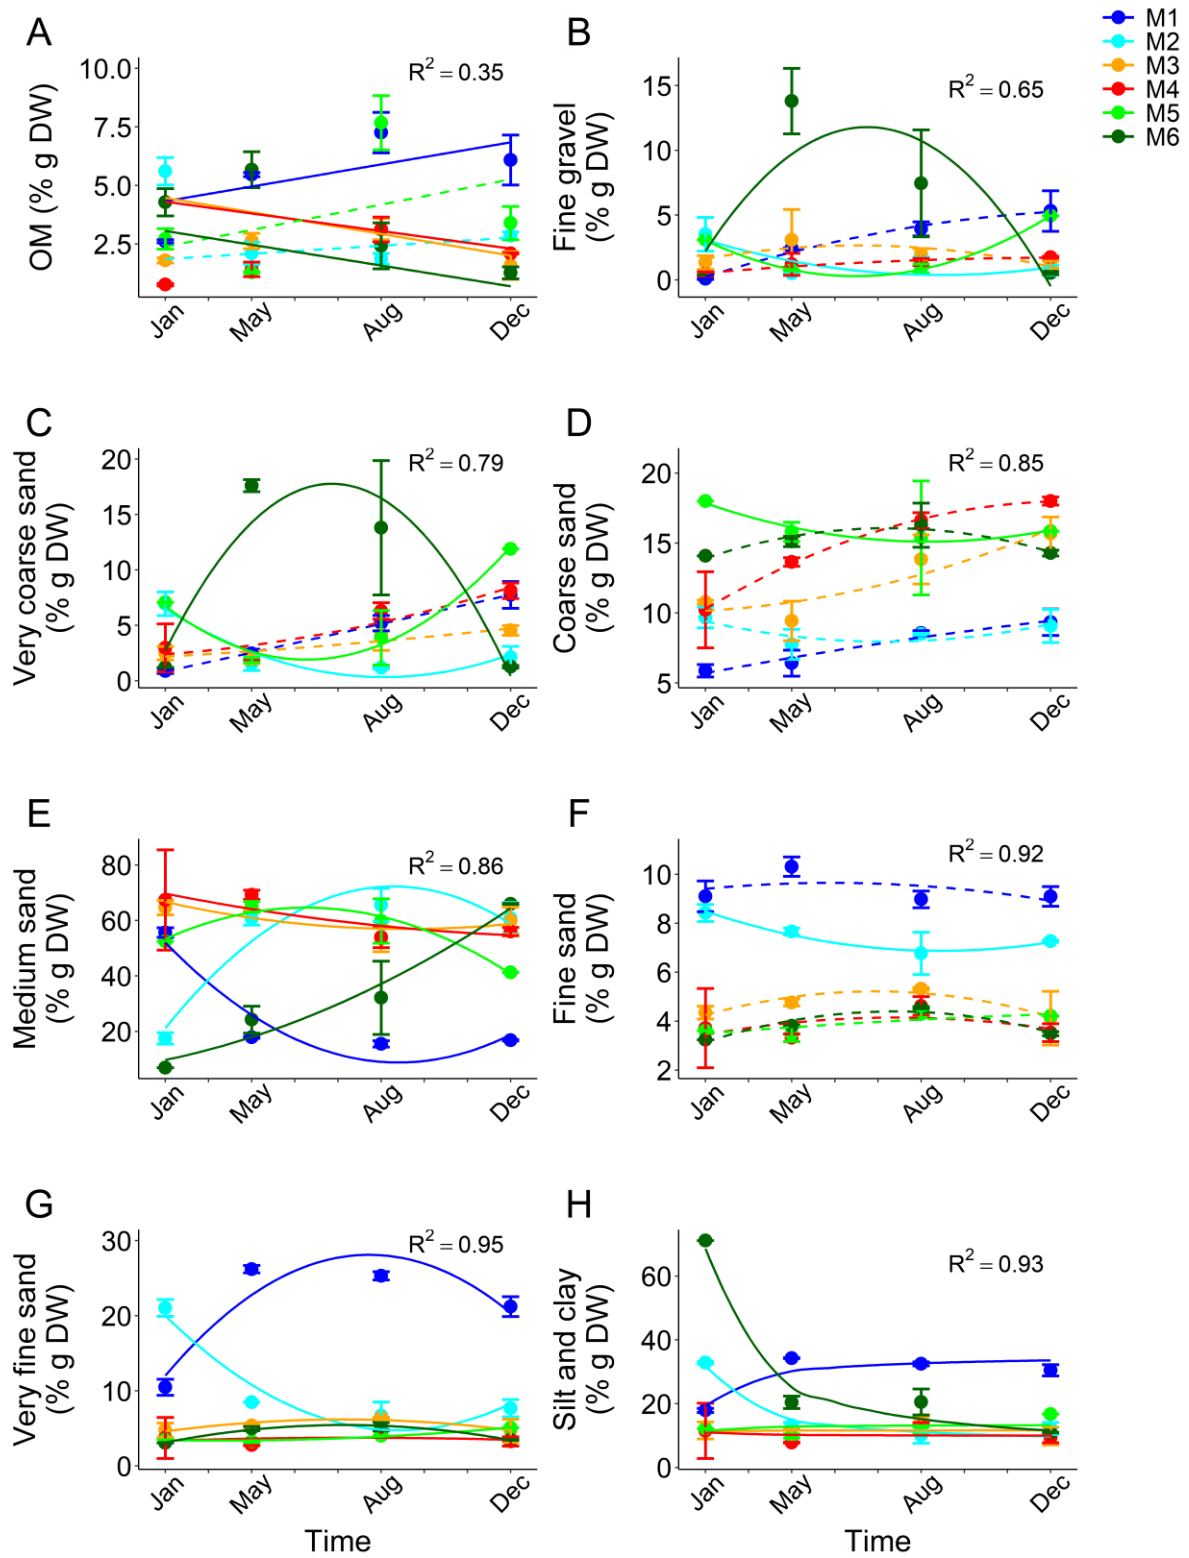 M1
M2
M3
M4
M5
M6
A
R² = 0.35
OM (% g DW)
10.0
7.5
5.0
2.5
Jan
May
Aug
Dec
B
R² = 0.65
Fine gravel
(% g DW)
15
10
5
0
Jan
May
Aug
Dec
C
R² = 0.79
Very coarse sand
(% g DW)
20
15
10
5
0
Jan
May
Aug
Dec
D
R² = 0.85
Coarse sand
(% g DW)
20
15
10
5
Jan
May
Aug
Dec
E
R² = 0.86
Medium sand
(% g DW)
80
60
40
20
Jan
May
Aug
Dec
F
R² = 0.92
Fine sand
(% g DW)
10
8
6
4
2
Jan
May
Aug
Dec
G
R² = 0.95
Very fine sand
(% g DW)
30
20
10
0
Jan
May
Aug
Dec
Time
H
R² = 0.93
Silt and clay
(% g DW)
60
40
20
0
Jan
May
Aug
Dec
Time